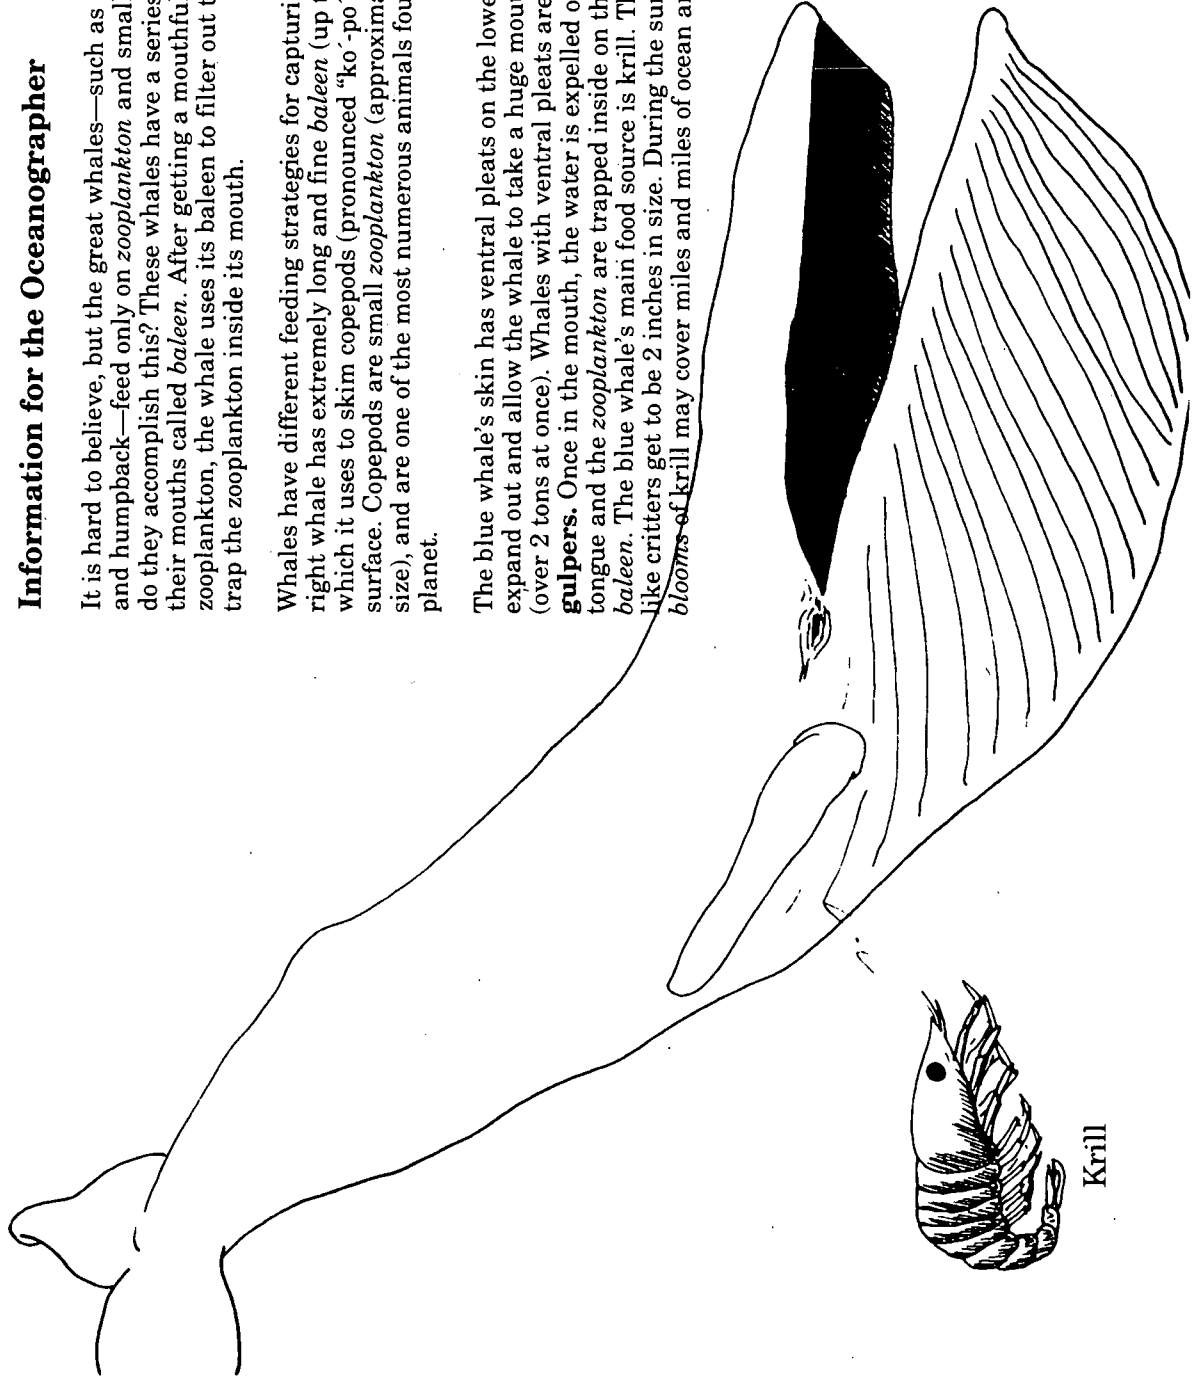 Information for the Oceanographer
It is hard to believe, but the great whales—such as
and humpback—feed only on zooplankton and small
do they accomplish this? These whales have a series
their mouths called baleen. After getting a mouthful
zooplankton, the whale uses its baleen to filter out t
trap the zooplankton inside its mouth.
Whales have different feeding strategies for capturi
right whale has extremely long and fine baleen (up t
which it uses to skim copepods (pronounced "ko´-po´
surface. Copepods are small zooplankton (approxima
size), and are one of the most numerous animals fou
planet.
The blue whale's skin has ventral pleats on the lowe
expand out and allow the whale to take a huge mout
(over 2 tons at once). Whales with ventral pleats are
gulpers. Once in the mouth, the water is expelled o
tongue and the zooplankton are trapped inside on th
baleen. The blue whale's main food source is krill. Th
like critters get to be 2 inches in size. During the sum
blooms of krill may cover miles and miles of ocean an
Krill